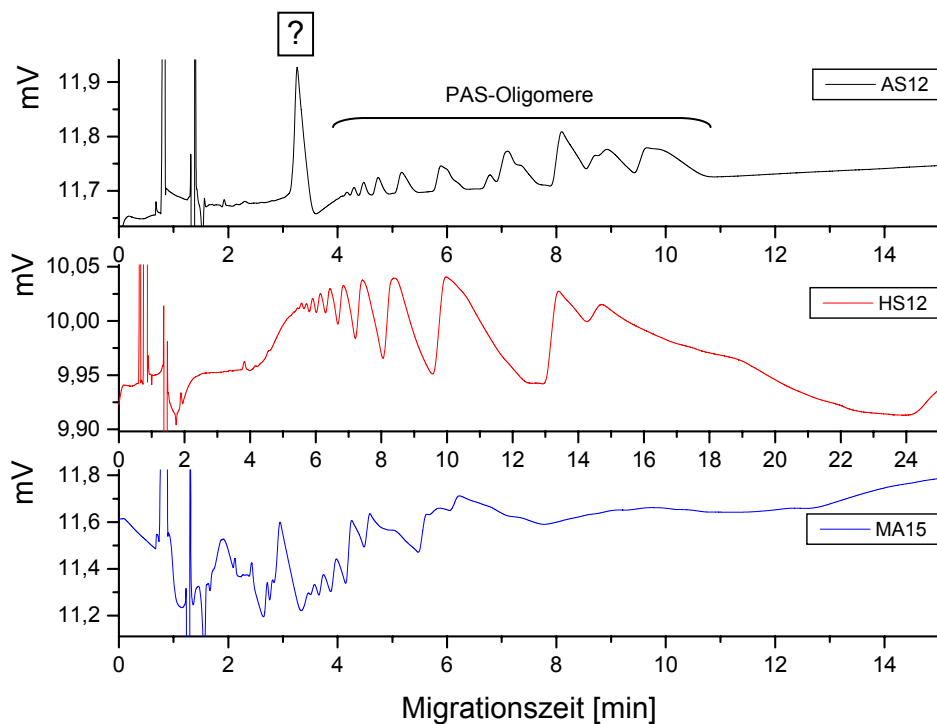 ?
mV
11,9
11,8
11,7
PAS-Oligomere
AS12
0 2 4 6 8 10 12 14
10,05
10,00
9,95
9,90
HS12
0 2 4 6 8 10 12 14 16 18 20 22 24
mV
11,8
11,6
11,4
11,2
MA15
0 2 4 6 8 10 12 14
Migrationszeit [min]